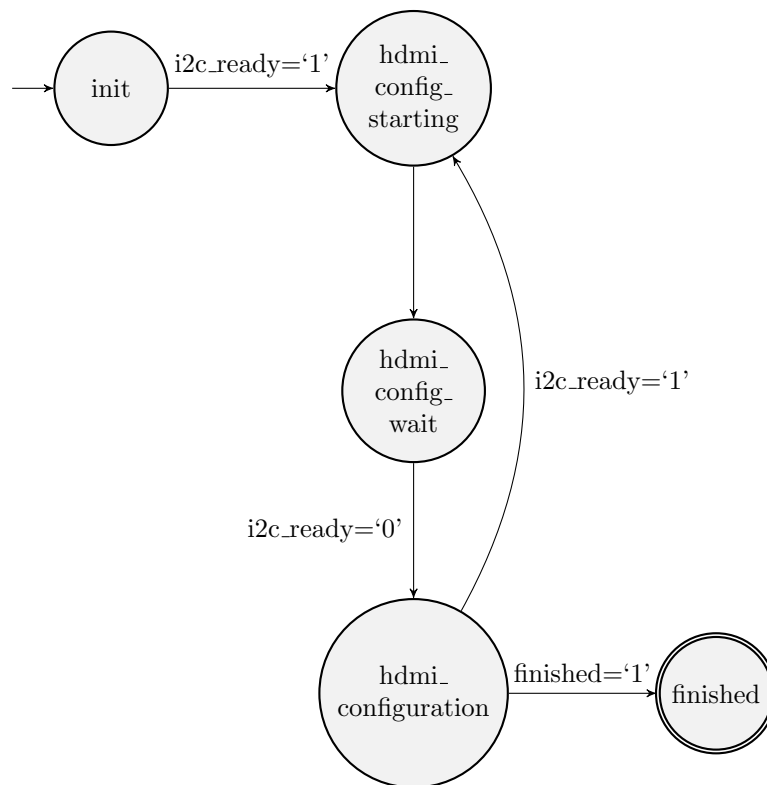 init
i2c_ready=‘1’
hdmi_
config_
starting
hdmi_
config_
wait
i2c_ready=‘1’
i2c_ready=‘0’
hdmi_
configuration
finished=‘1’
finished